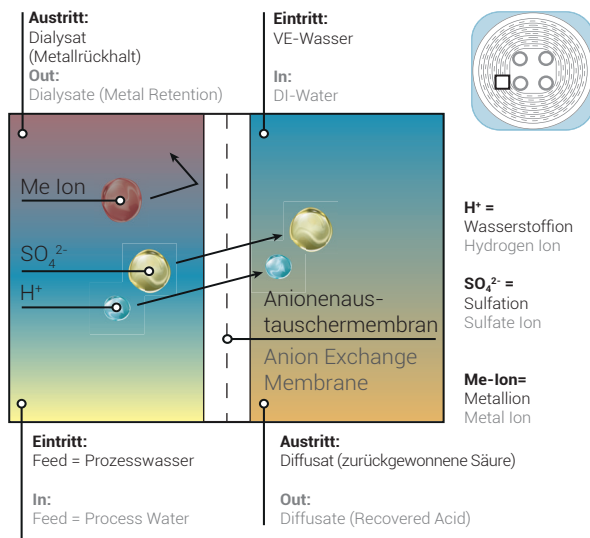 Austritt:
Dialysat
(Metallrückhalt)
Out:
Dialysate (Metal Retention)
Eintritt:
VE-Wasser
In:
DI-Water
Me Ion
SO₄²⁻
H⁺
Anionenaus-
tauschermembran
Anion Exchange
Membrane
H⁺ =
Wasserstoffion
Hydrogen Ion
SO₄²⁻ =
Sulfation
Sulfate Ion
Me-Ion=
Metallion
Metal Ion
Eintritt:
Feed = Prozesswasser
In:
Feed = Process Water
Austritt:
Diffusat (zurückgewonnene Säure)
Out:
Diffusate (Recovered Acid)